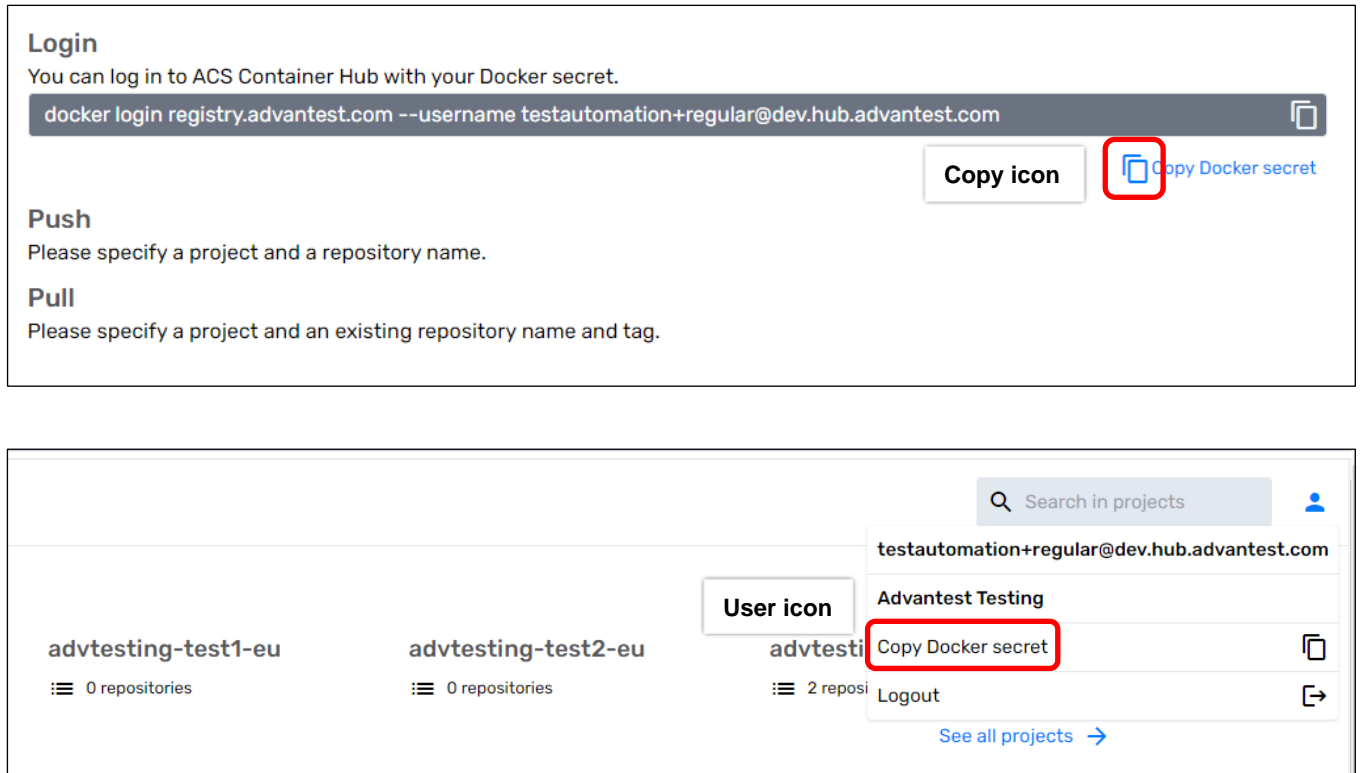 Login
You can log in to ACS Container Hub with your Docker secret.
docker login registry.advantest.com --username testautomation+regular@dev.hub.advantest.com
Copy icon
Copy Docker secret
Push
Please specify a project and a repository name.
Pull
Please specify a project and an existing repository name and tag.
Search in projects
testautomation+regular@dev.hub.advantest.com
User icon
Advantest Testing
advtesting-test1-eu
advtesting-test2-eu
advtesti
Copy Docker secret
0 repositories
0 repositories
2 reposi
Logout
See all projects